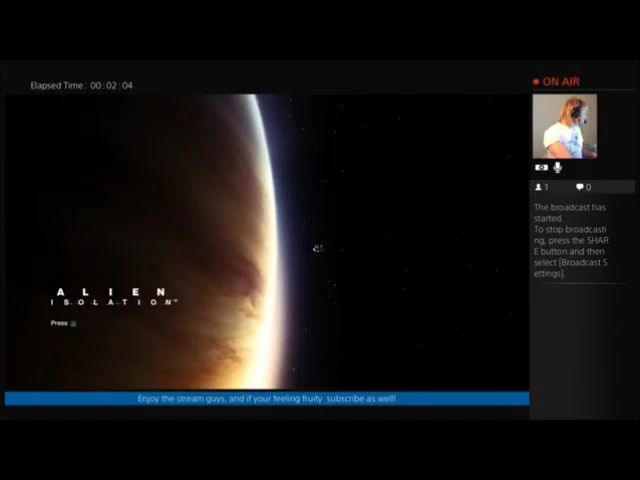 Elapsed Time: 00:02:04
ON AIR
1 0
The broadcast has
started.
To stop broadcasti
ng, press the SHAR
E button and then
select [Broadcast S
ettings].
ALIEN
ISOLATION™
Press
Enjoy the stream guys, and if your feeling fruity subscribe as well!